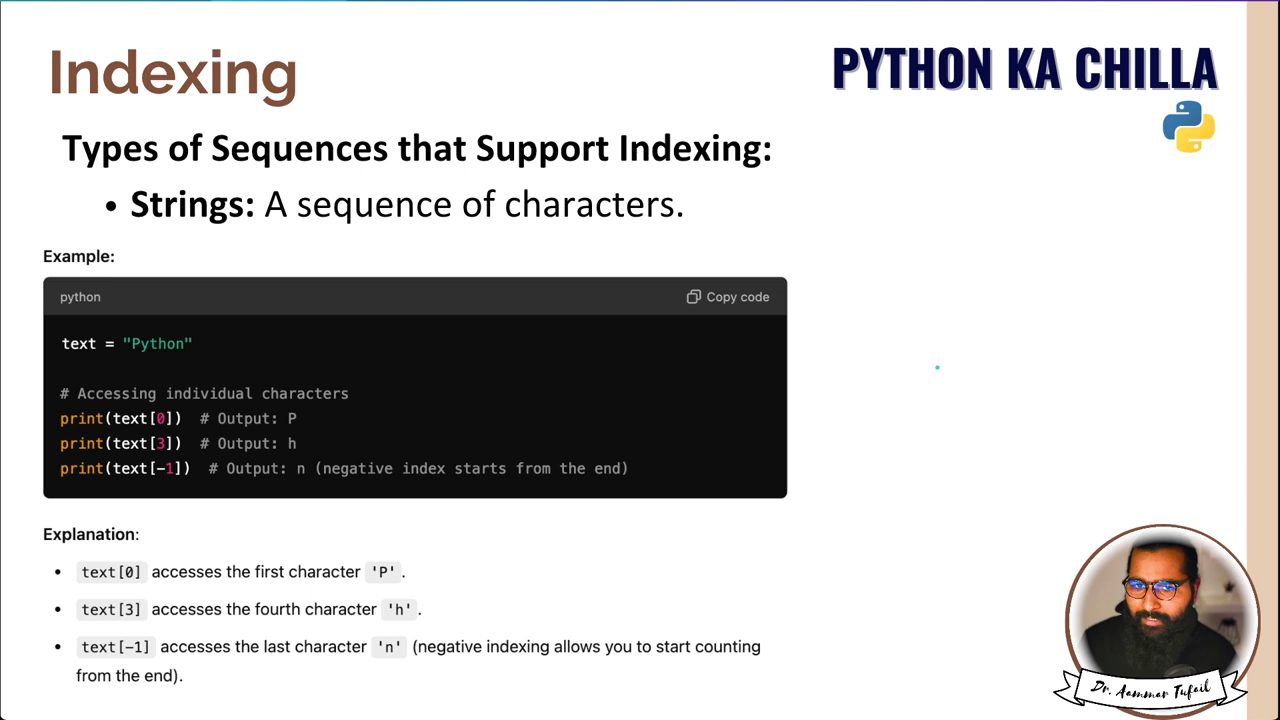 Indexing
PYTHON KA CHILLA
Types of Sequences that Support Indexing:
• Strings: A sequence of characters.
Example:
python
Copy code
text = "Python"
# Accessing individual characters
print(text[0])  # Output: P
print(text[3])  # Output: h
print(text[-1])  # Output: n (negative index starts from the end)
Explanation:
• text[0] accesses the first character 'P'.
• text[3] accesses the fourth character 'h'.
• text[-1] accesses the last character 'n' (negative indexing allows you to start counting
from the end).
Dr. Aammar Tufail